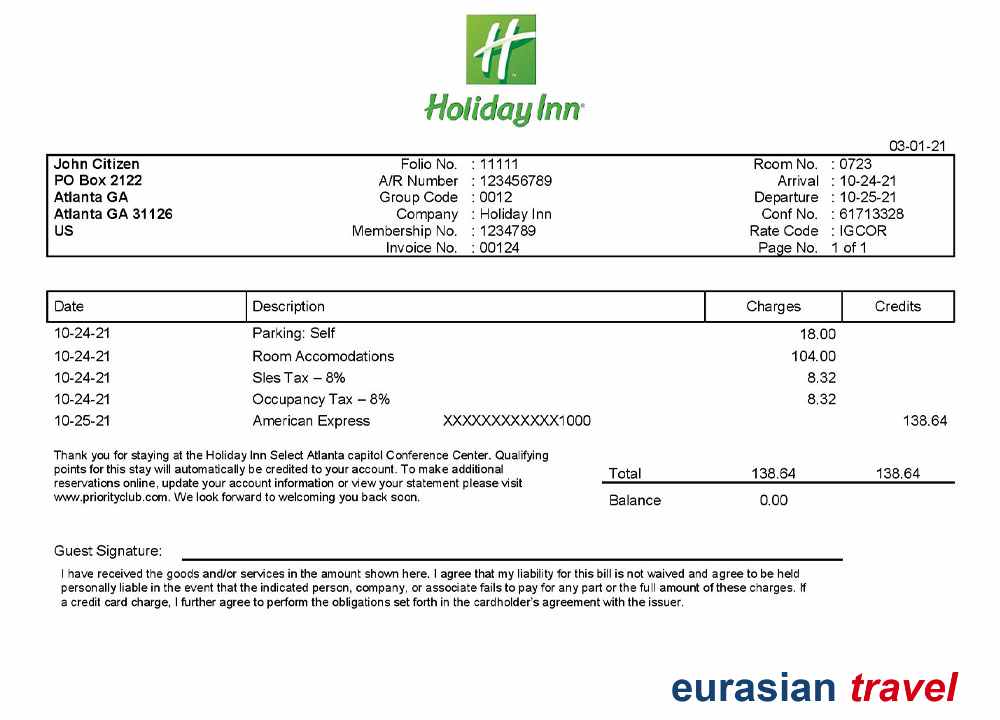 H
Holiday Inn®
03-01-21
John Citizen Folio No. : 11111 Room No. : 0723
PO Box 2122 A/R Number : 123456789 Arrival : 10-24-21
Atlanta GA Group Code : 0012 Departure : 10-25-21
Atlanta GA 31126 Company : Holiday Inn Conf No. : 61713328
US Membership No. : 1234789 Rate Code : IGCOR
Invoice No. : 00124 Page No. 1 of 1
Date Description Charges Credits
10-24-21 Parking: Self 18.00
10-24-21 Room Accomodations 104.00
10-24-21 Sles Tax – 8% 8.32
10-24-21 Occupancy Tax – 8% 8.32
10-25-21 American Express XXXXXXXXXXXX1000 138.64
Thank you for staying at the Holiday Inn Select Atlanta capitol Conference Center. Qualifying
points for this stay will automatically be credited to your account. To make additional
reservations online, update your account information or view your statement please visit
www.priorityclub.com. We look forward to welcoming you back soon.
Total 138.64 138.64
Balance 0.00
Guest Signature:
I have received the goods and/or services in the amount shown here. I agree that my liability for this bill is not waived and agree to be held
personally liable in the event that the indicated person, company, or associate fails to pay for any part or the full amount of these charges. If
a credit card charge, I further agree to perform the obligations set forth in the cardholder's agreement with the issuer.
eurasian travel